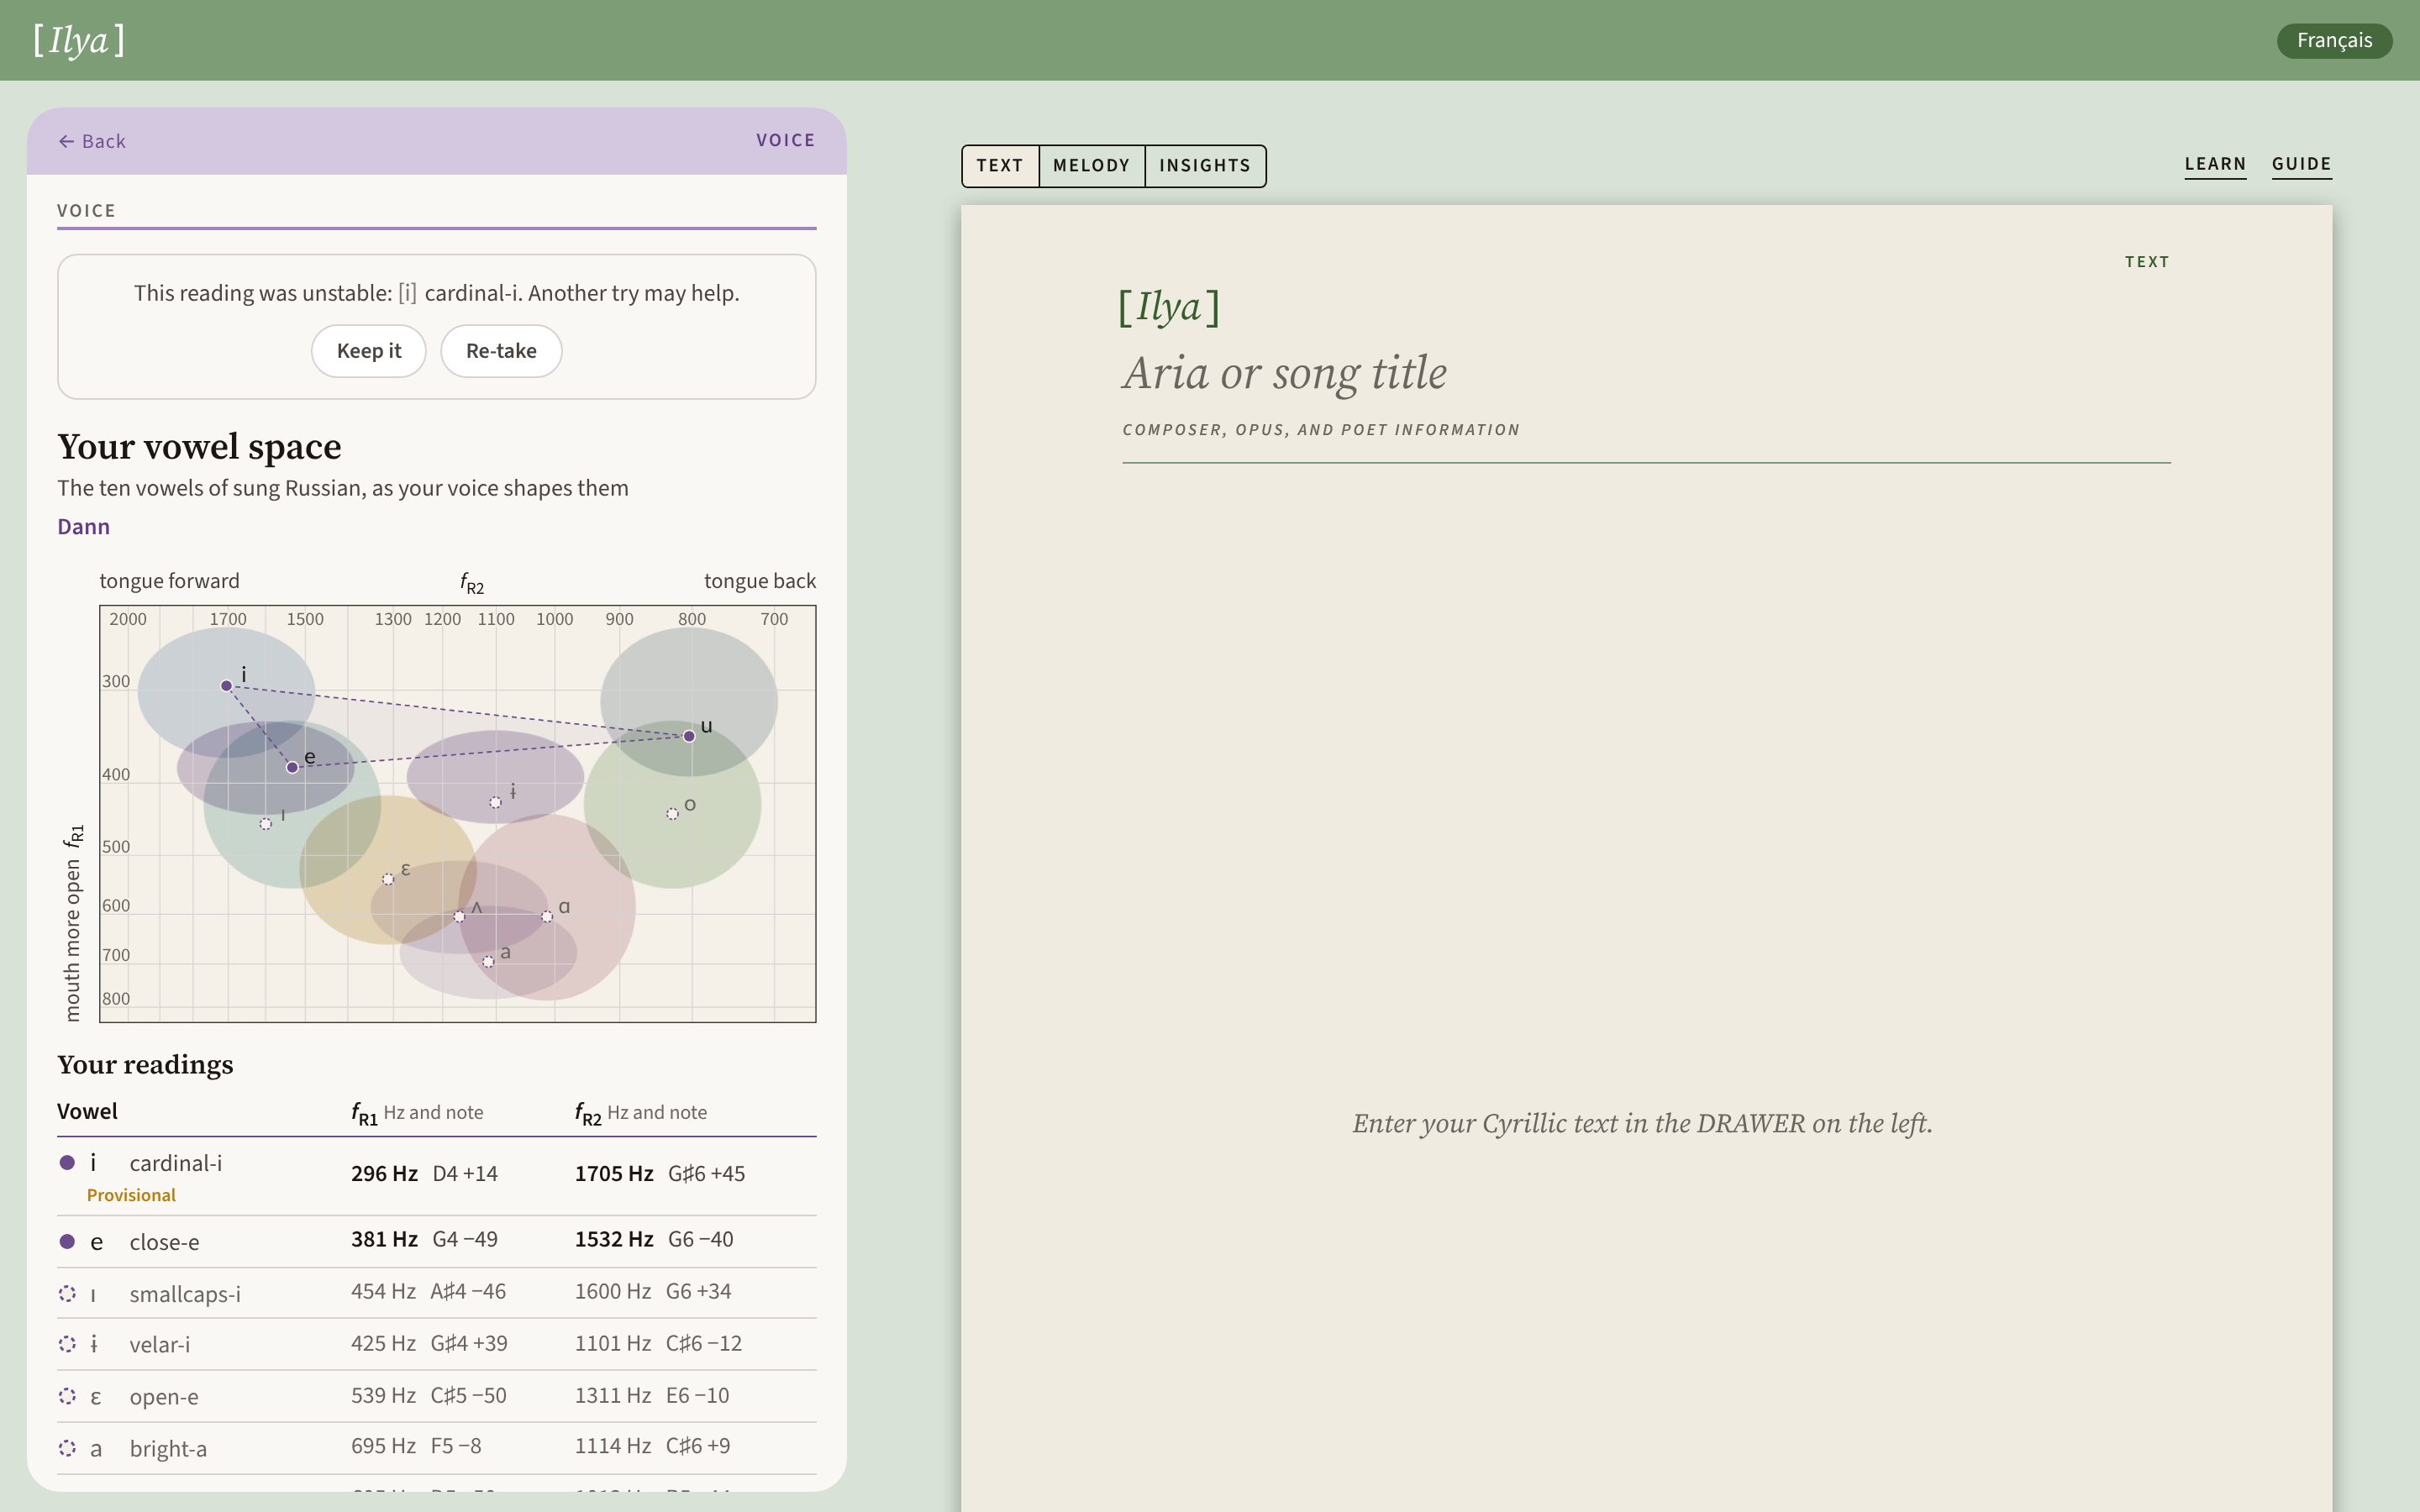 [Ilya]
Français
← Back
VOICE
VOICE
This reading was unstable: [i] cardinal-i. Another try may help.
Keep it
Re-take
Your vowel space
The ten vowels of sung Russian, as your voice shapes them
Dann
tongue forward
fR2
tongue back
2000 1700 1500 1300 1200 1100 1000 900 800 700
300
400
500
600
700
800
mouth more open fR1
i
u
e
ɨ
o
ı
ɛ
ʌ
ɑ
a
Your readings
Vowel fR1 Hz and note fR2 Hz and note
i cardinal-i 296 Hz D4 +14 1705 Hz G♯6 +45
Provisional
e close-e 381 Hz G4 −49 1532 Hz G6 −40
ı smallcaps-i 454 Hz A♯4 −46 1600 Hz G6 +34
ɨ velar-i 425 Hz G♯4 +39 1101 Hz C♯6 −12
ɛ open-e 539 Hz C♯5 −50 1311 Hz E6 −10
a bright-a 695 Hz F5 −8 1114 Hz C♯6 +9
TEXT
MELODY
INSIGHTS
LEARN
GUIDE
TEXT
[Ilya]
Aria or song title
COMPOSER, OPUS, AND POET INFORMATION
Enter your Cyrillic text in the DRAWER on the left.